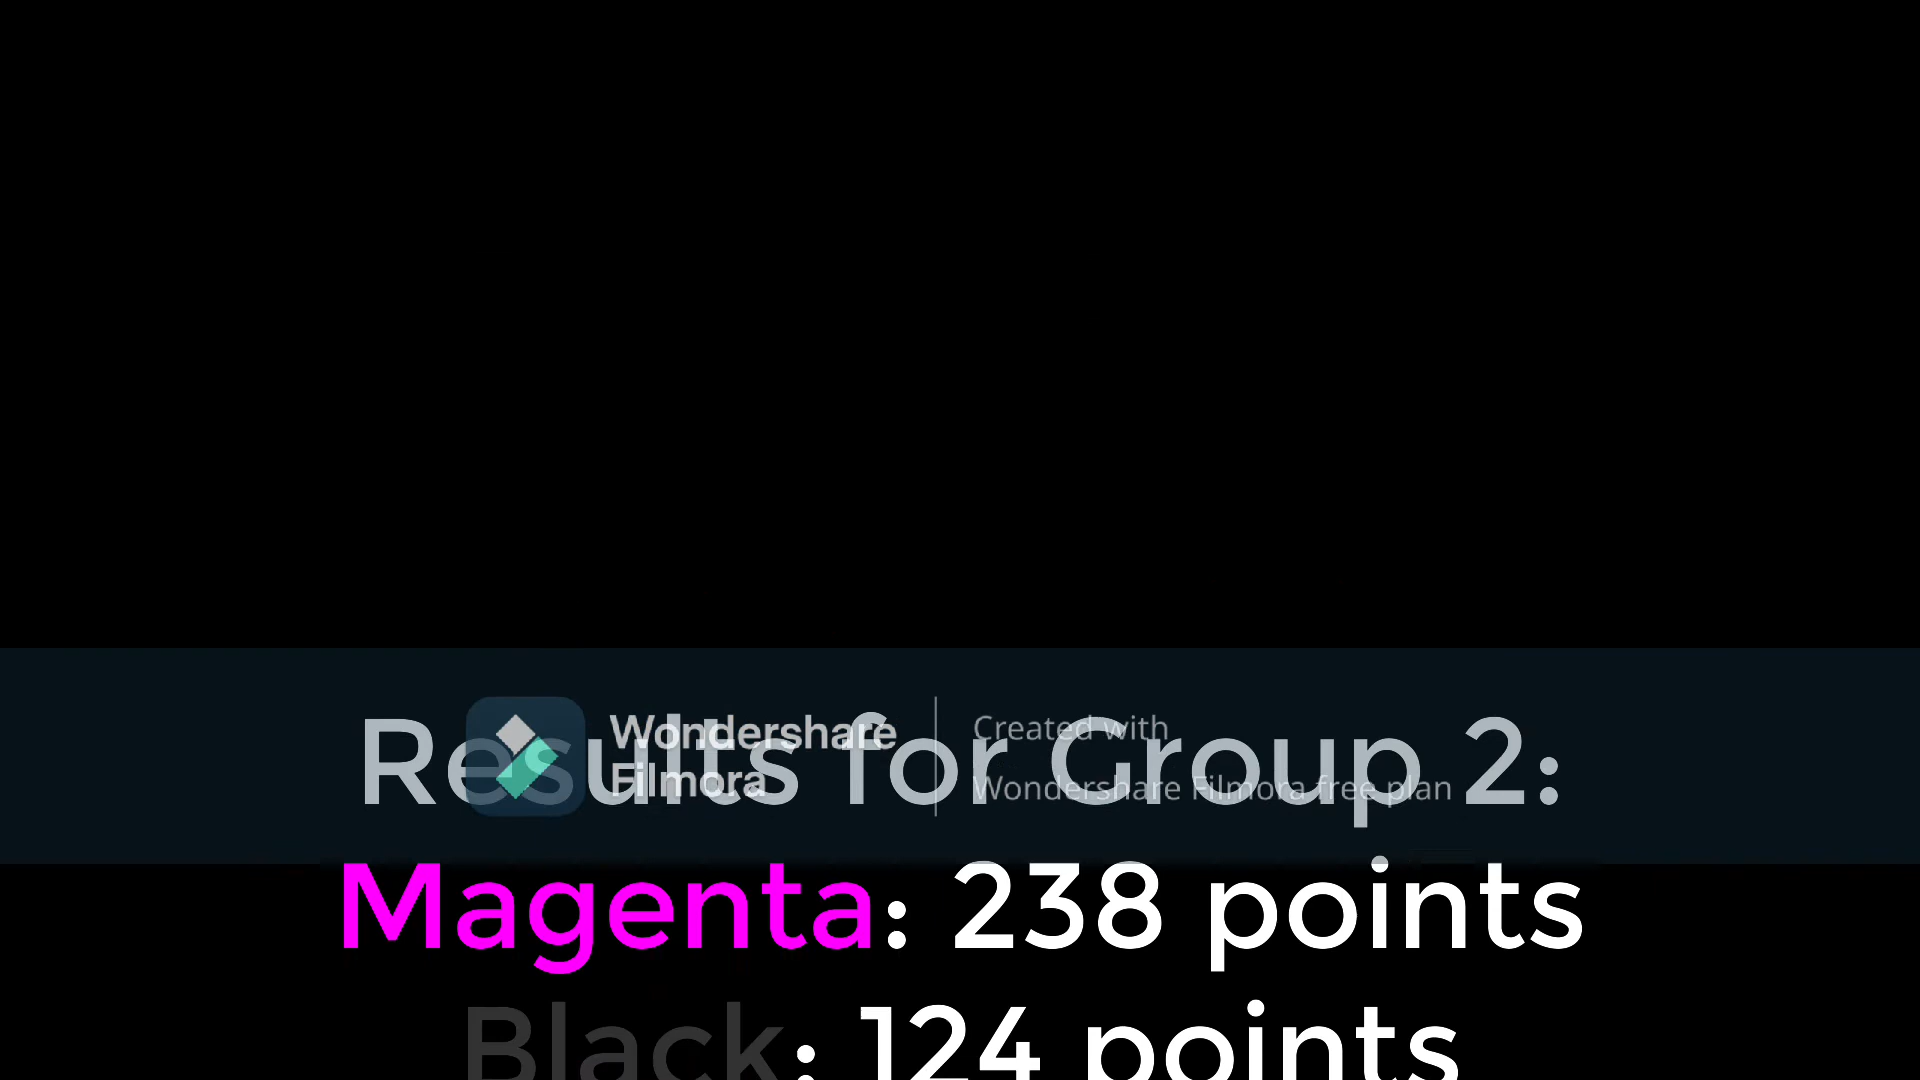 Results for Group 2:
Wondershare
Filmora
Created with
Wondershare Filmora free plan
Magenta: 238 points
Black: 124 points